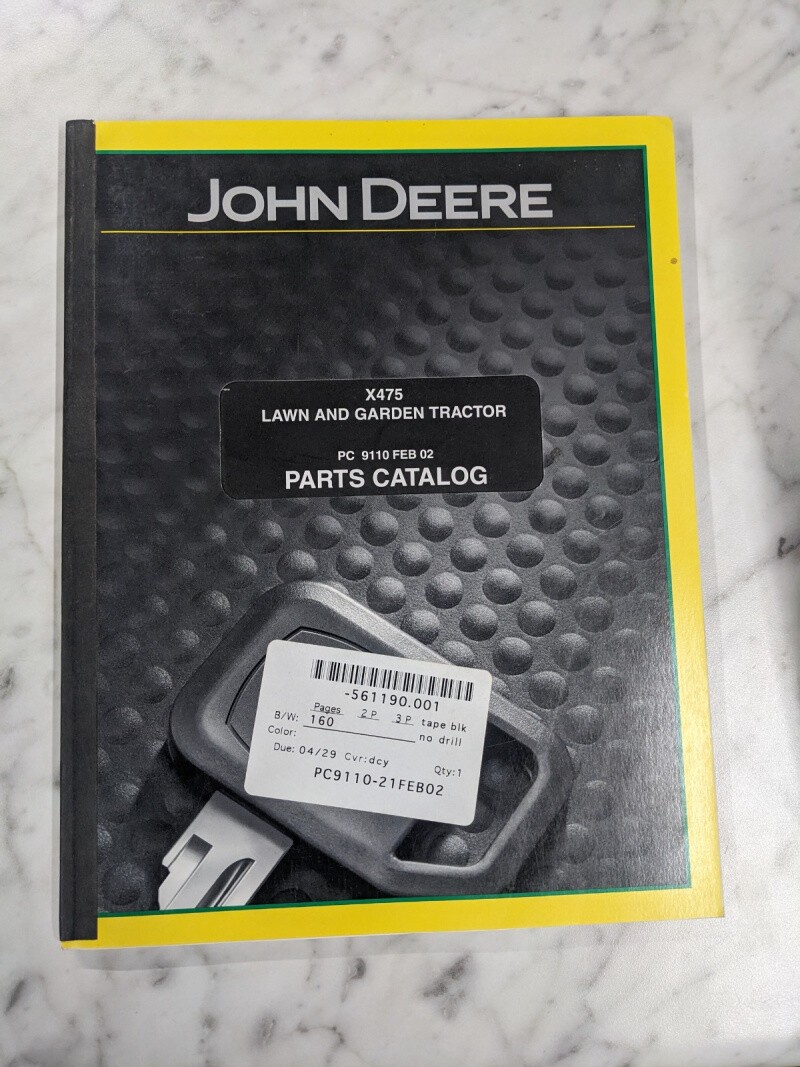 JOHN DEERE
X475
LAWN AND GARDEN TRACTOR
PC 9110 FEB 02
PARTS CATALOG
-561190.001
Pages 2P 3P tape blk
B/W: 160 no drill
Color:
Due: 04/29 Cvr:dcy Qty:1
PC9110-21FEB02